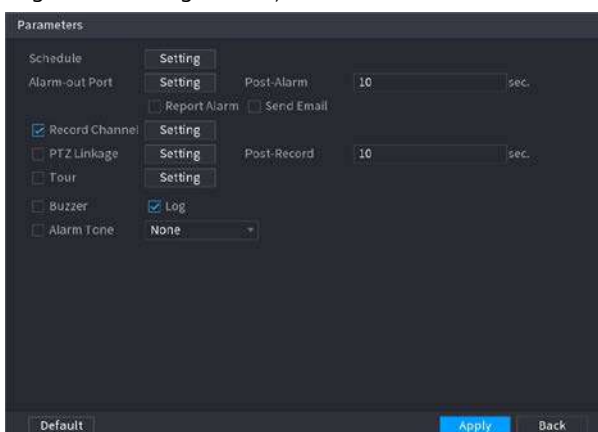 Parameters
Schedule Setting
Alarm-out Port Setting Post-Alarm 10 sec.
Report Alarm Send Email
Record Channel Setting
PTZ Linkage Setting Post-Record 10 sec.
Tour Setting
Buzzer Log
Alarm Tone None
Default Apply Back